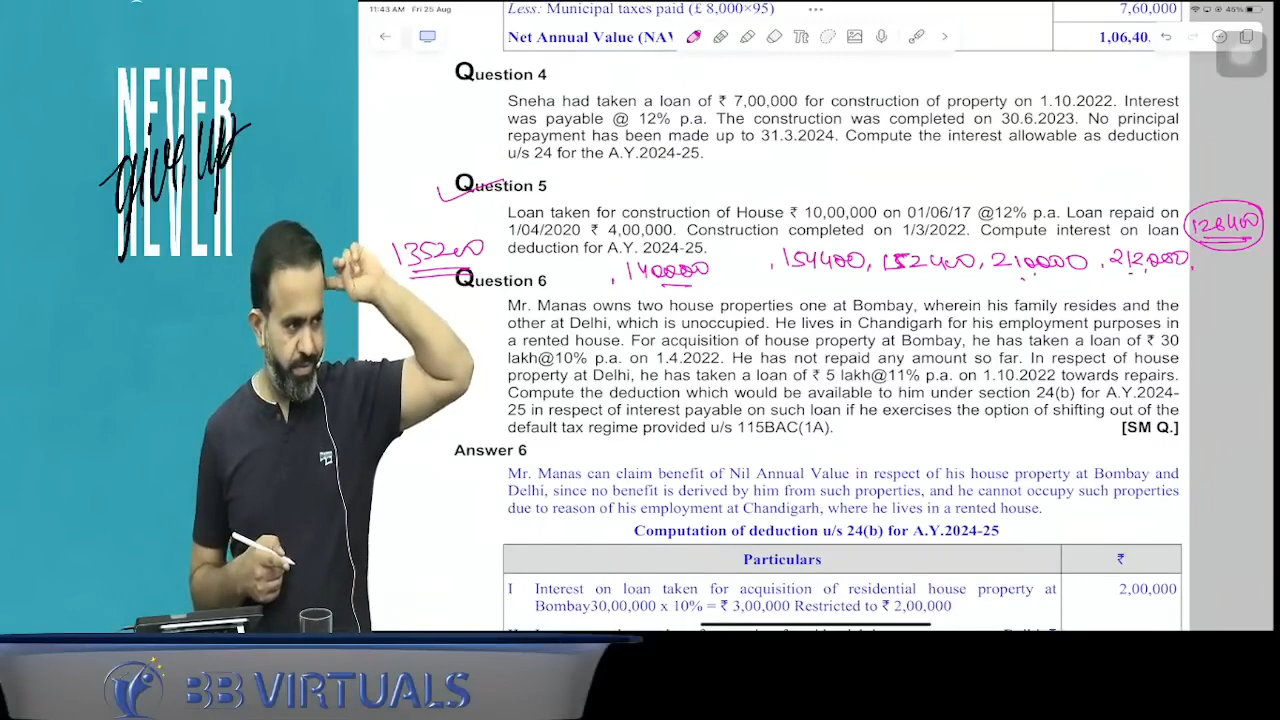 11:43 AM Fri 25 Aug
45%
Less: Municipal taxes paid (£ 8,000×95)
7,60,000
Net Annual Value (NAV
1,06,40.
NEVER
give up
NEVER
Question 4
Sneha had taken a loan of ₹ 7,00,000 for construction of property on 1.10.2022. Interest
was payable @ 12% p.a. The construction was completed on 30.6.2023. No principal
repayment has been made up to 31.3.2024. Compute the interest allowable as deduction
u/s 24 for the A.Y.2024-25.
Question 5
Loan taken for construction of House ₹ 10,00,000 on 01/06/17 @12% p.a. Loan repaid on
1/04/2020 ₹ 4,00,000. Construction completed on 1/3/2022. Compute interest on loan
deduction for A.Y. 2024-25.
128400
135200
, 140000 , 154400, 152400, 210000 , 212000,
Question 6
Mr. Manas owns two house properties one at Bombay, wherein his family resides and the
other at Delhi, which is unoccupied. He lives in Chandigarh for his employment purposes in
a rented house. For acquisition of house property at Bombay, he has taken a loan of ₹ 30
lakh@10% p.a. on 1.4.2022. He has not repaid any amount so far. In respect of house
property at Delhi, he has taken a loan of ₹ 5 lakh@11% p.a. on 1.10.2022 towards repairs.
Compute the deduction which would be available to him under section 24(b) for A.Y.2024-
25 in respect of interest payable on such loan if he exercises the option of shifting out of the
default tax regime provided u/s 115BAC(1A). [SM Q.]
Answer 6
Mr. Manas can claim benefit of Nil Annual Value in respect of his house property at Bombay and
Delhi, since no benefit is derived by him from such properties, and he cannot occupy such properties
due to reason of his employment at Chandigarh, where he lives in a rented house.
Computation of deduction u/s 24(b) for A.Y.2024-25
Particulars ₹
I Interest on loan taken for acquisition of residential house property at 2,00,000
Bombay30,00,000 x 10% = ₹ 3,00,000 Restricted to ₹ 2,00,000
BB VIRTUALS